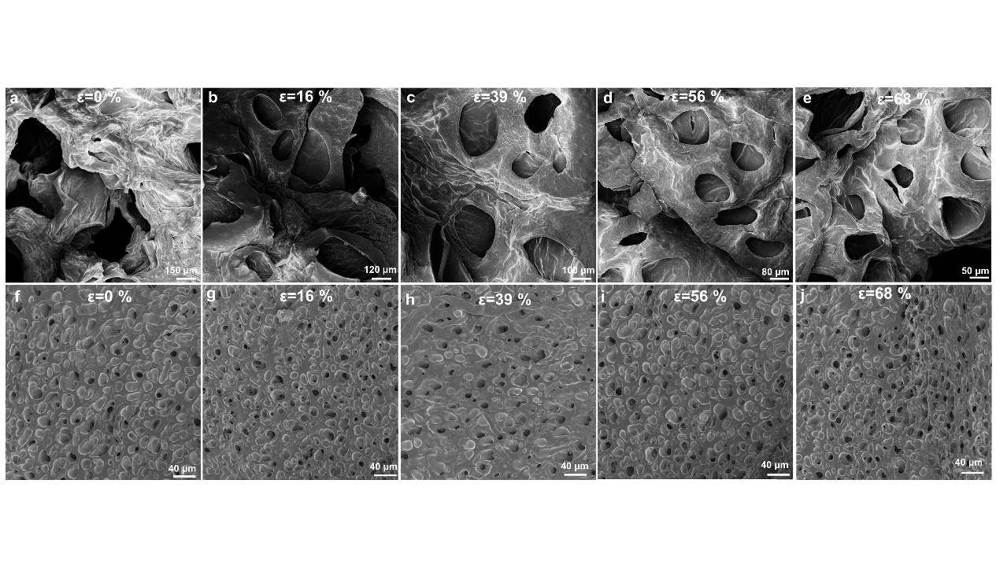 a
ε=0 %
150 µm
b
ε=16 %
120 µm
c
ε=39 %
100 µm
d
ε=56 %
80 µm
e
ε=68 %
50 µm
f
ε=0 %
40 µm
g
ε=16 %
40 µm
h
ε=39 %
40 µm
i
ε=56 %
40 µm
j
ε=68 %
40 µm